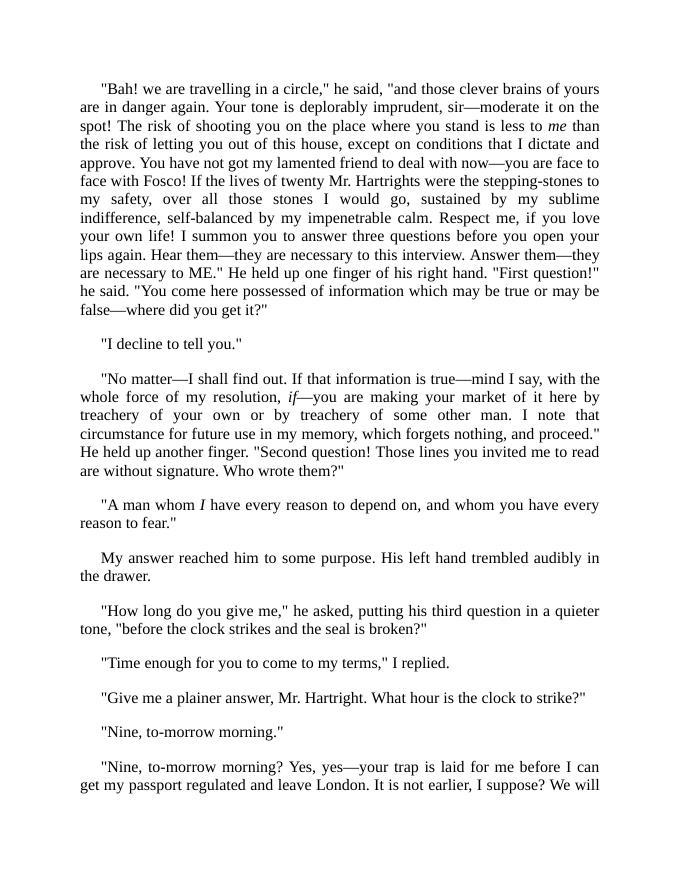 "Bah! we are travelling in a circle," he said, "and those clever brains of yours
are in danger again. Your tone is deplorably imprudent, sir—moderate it on the
spot! The risk of shooting you on the place where you stand is less to me than
the risk of letting you out of this house, except on conditions that I dictate and
approve. You have not got my lamented friend to deal with now—you are face to
face with Fosco! If the lives of twenty Mr. Hartrights were the stepping-stones to
my safety, over all those stones I would go, sustained by my sublime
indifference, self-balanced by my impenetrable calm. Respect me, if you love
your own life! I summon you to answer three questions before you open your
lips again. Hear them—they are necessary to this interview. Answer them—they
are necessary to ME." He held up one finger of his right hand. "First question!"
he said. "You come here possessed of information which may be true or may be
false—where did you get it?"
"I decline to tell you."
"No matter—I shall find out. If that information is true—mind I say, with the
whole force of my resolution, if—you are making your market of it here by
treachery of your own or by treachery of some other man. I note that
circumstance for future use in my memory, which forgets nothing, and proceed."
He held up another finger. "Second question! Those lines you invited me to read
are without signature. Who wrote them?"
"A man whom I have every reason to depend on, and whom you have every
reason to fear."
My answer reached him to some purpose. His left hand trembled audibly in
the drawer.
"How long do you give me," he asked, putting his third question in a quieter
tone, "before the clock strikes and the seal is broken?"
"Time enough for you to come to my terms," I replied.
"Give me a plainer answer, Mr. Hartright. What hour is the clock to strike?"
"Nine, to-morrow morning."
"Nine, to-morrow morning? Yes, yes—your trap is laid for me before I can
get my passport regulated and leave London. It is not earlier, I suppose? We will